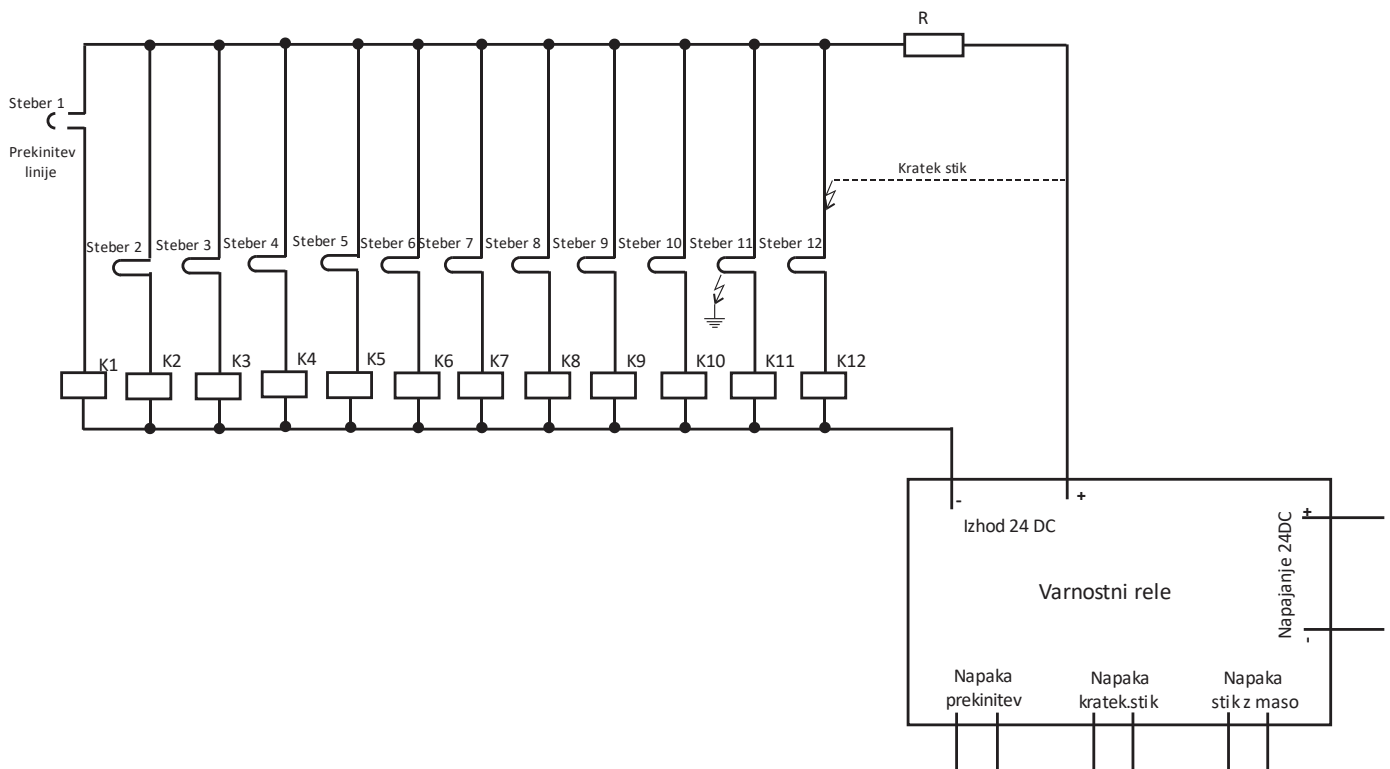 R
Steber 1
Prekinitev
linije
Kratek stik
Steber 2
Steber 3
Steber 4
Steber 5
Steber 6
Steber 7
Steber 8
Steber 9
Steber 10
Steber 11
Steber 12
K1
K2
K3
K4
K5
K6
K7
K8
K9
K10
K11
K12
- +
Izhod 24 DC
+
Napajanje 24DC
-
Varnostni rele
Napaka
prekinitev
Napaka
kratek.stik
Napaka
stik z maso